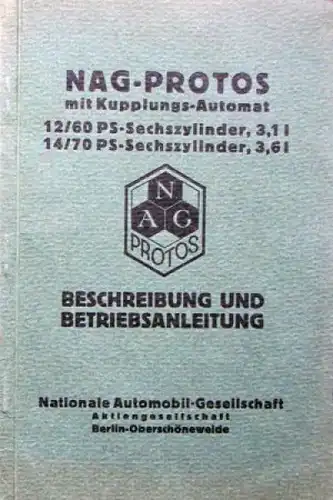 NAG-PROTOS
mit Kupplungs-Automat
12/60 PS-Sechszylinder, 3,1 l
14/70 PS-Sechszylinder, 3,6 l
N
A G
PROTOS
BESCHREIBUNG UND
BETRIEBSANLEITUNG
Nationale Automobil-Gesellschaft
Aktiengesellschaft
Berlin-Oberschöneweide